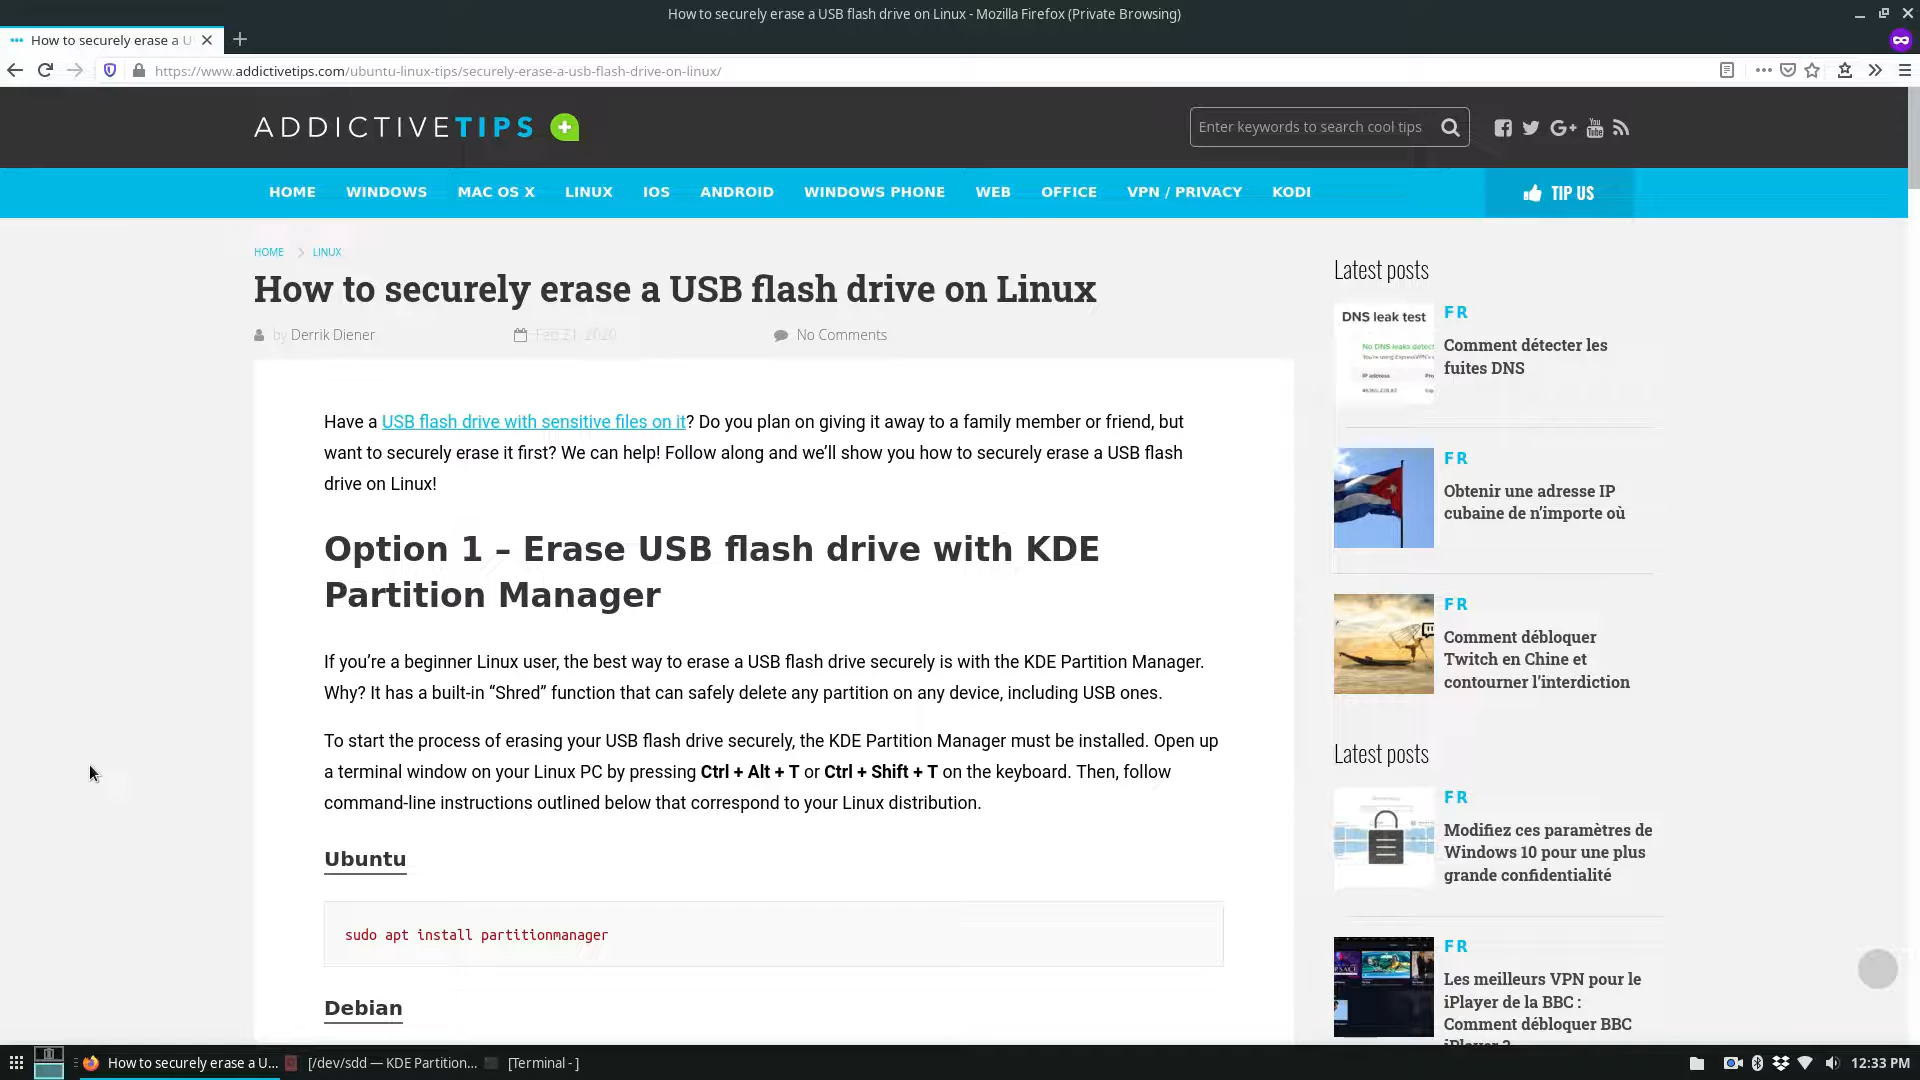 How to securely erase a USB flash drive on Linux - Mozilla Firefox (Private Browsing)
How to securely erase a U
https://www.addictivetips.com/ubuntu-linux-tips/securely-erase-a-usb-flash-drive-on-linux/
ADDICTIVETIPS
Enter keywords to search cool tips
You Tube
HOME WINDOWS MAC OS X LINUX IOS ANDROID WINDOWS PHONE WEB OFFICE VPN / PRIVACY KODI TIP US
HOME LINUX
How to securely erase a USB flash drive on Linux
by Derrik Diener Feb 21, 2020 No Comments
Have a USB flash drive with sensitive files on it? Do you plan on giving it away to a family member or friend, but
want to securely erase it first? We can help! Follow along and we’ll show you how to securely erase a USB flash
drive on Linux!
Option 1 – Erase USB flash drive with KDE
Partition Manager
If you’re a beginner Linux user, the best way to erase a USB flash drive securely is with the KDE Partition Manager.
Why? It has a built-in “Shred” function that can safely delete any partition on any device, including USB ones.
To start the process of erasing your USB flash drive securely, the KDE Partition Manager must be installed. Open up
a terminal window on your Linux PC by pressing Ctrl + Alt + T or Ctrl + Shift + T on the keyboard. Then, follow
command-line instructions outlined below that correspond to your Linux distribution.
Ubuntu
sudo apt install partitionmanager
Debian
Latest posts
DNS leak test
No DNS leaks detect
IP address
FR
Comment détecter les
fuites DNS
FR
Obtenir une adresse IP
cubaine de n’importe où
FR
Comment débloquer
Twitch en Chine et
contourner l’interdiction
Latest posts
FR
Modifiez ces paramètres de
Windows 10 pour une plus
grande confidentialité
FR
Les meilleurs VPN pour le
iPlayer de la BBC :
Comment débloquer BBC
iPlayer ?
How to securely erase a U... [/dev/sdd — KDE Partition... [Terminal - ] 12:33 PM